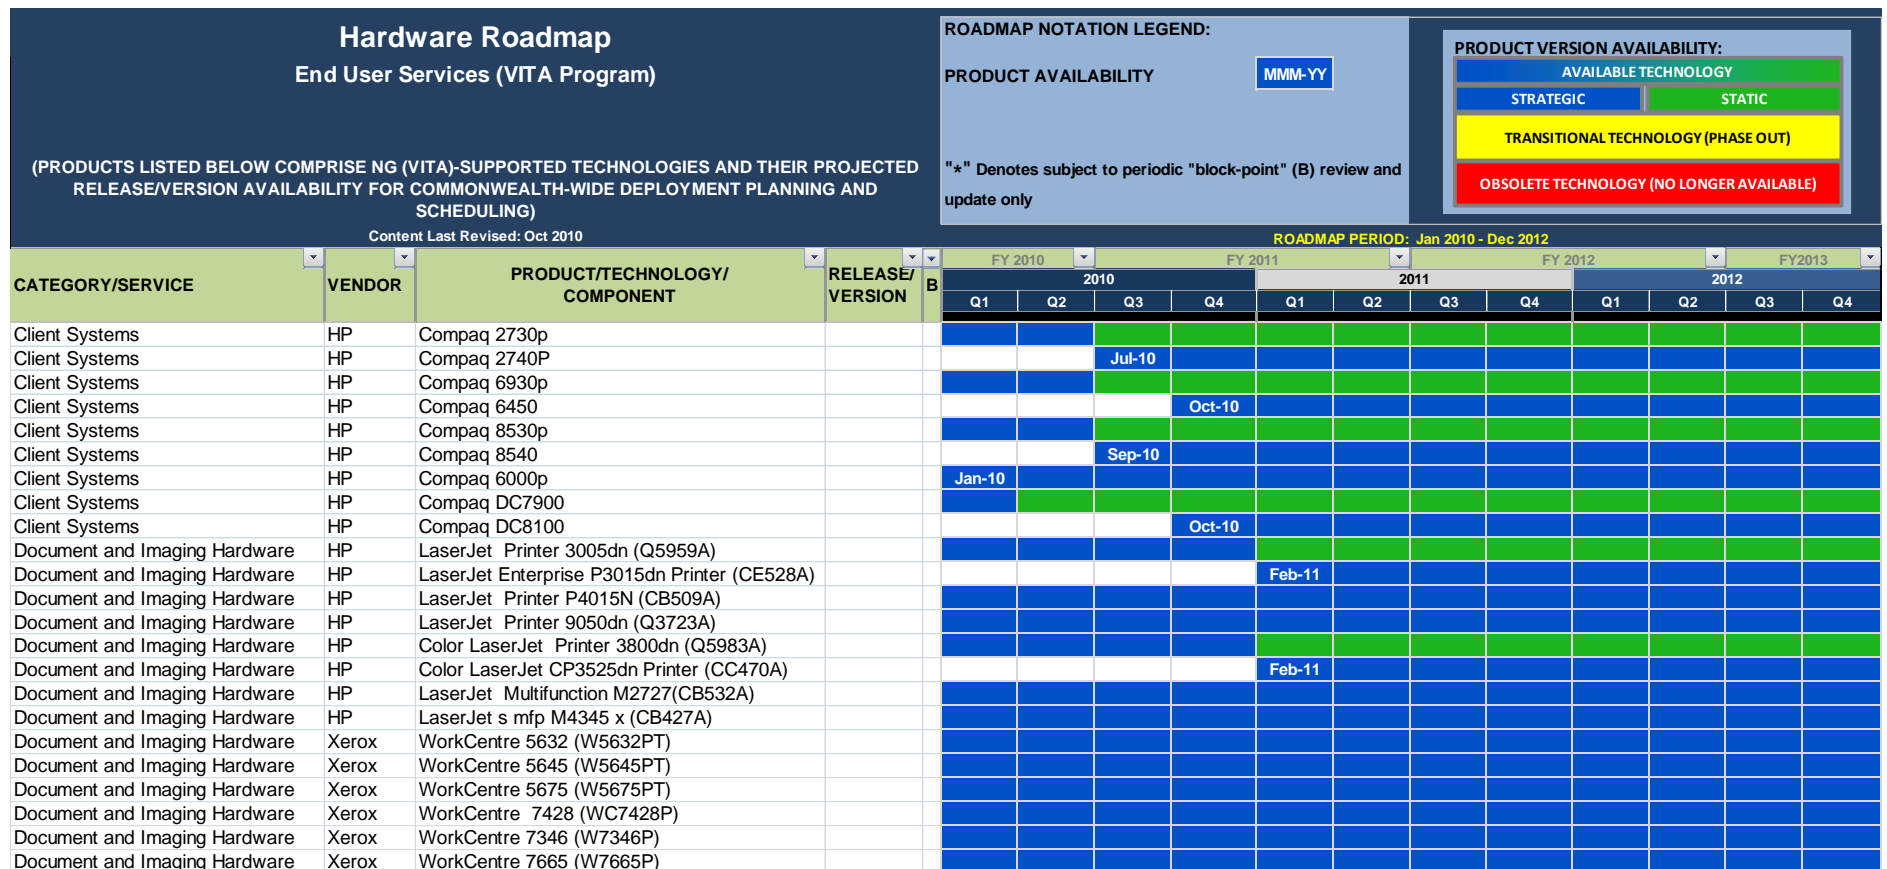 Hardware Roadmap
End User Services (VITA Program)
(PRODUCTS LISTED BELOW COMPRISE NG (VITA)-SUPPORTED TECHNOLOGIES AND THEIR PROJECTED
RELEASE/VERSION AVAILABILITY FOR COMMONWEALTH-WIDE DEPLOYMENT PLANNING AND
SCHEDULING)
Content Last Revised: Oct 2010
ROADMAP NOTATION LEGEND:
PRODUCT AVAILABILITY MMM-YY
"*" Denotes subject to periodic "block-point" (B) review and
update only
PRODUCT VERSION AVAILABILITY:
AVAILABLE TECHNOLOGY
STRATEGIC STATIC
TRANSITIONAL TECHNOLOGY (PHASE OUT)
OBSOLETE TECHNOLOGY (NO LONGER AVAILABLE)
ROADMAP PERIOD: Jan 2010 - Dec 2012
CATEGORY/SERVICE VENDOR PRODUCT/TECHNOLOGY/
COMPONENT RELEASE/
VERSION B
FY 2010 FY 2011 FY 2012 FY2013
2010 2011 2012
Q1 Q2 Q3 Q4 Q1 Q2 Q3 Q4 Q1 Q2 Q3 Q4
Client Systems HP Compaq 2730p
Client Systems HP Compaq 2740P Jul-10
Client Systems HP Compaq 6930p
Client Systems HP Compaq 6450 Oct-10
Client Systems HP Compaq 8530p
Client Systems HP Compaq 8540 Sep-10
Client Systems HP Compaq 6000p Jan-10
Client Systems HP Compaq DC7900
Client Systems HP Compaq DC8100 Oct-10
Document and Imaging Hardware HP LaserJet Printer 3005dn (Q5959A)
Document and Imaging Hardware HP LaserJet Enterprise P3015dn Printer (CE528A) Feb-11
Document and Imaging Hardware HP LaserJet Printer P4015N (CB509A)
Document and Imaging Hardware HP LaserJet Printer 9050dn (Q3723A)
Document and Imaging Hardware HP Color LaserJet Printer 3800dn (Q5983A)
Document and Imaging Hardware HP Color LaserJet CP3525dn Printer (CC470A) Feb-11
Document and Imaging Hardware HP LaserJet Multifunction M2727(CB532A)
Document and Imaging Hardware HP LaserJet s mfp M4345 x (CB427A)
Document and Imaging Hardware Xerox WorkCentre 5632 (W5632PT)
Document and Imaging Hardware Xerox WorkCentre 5645 (W5645PT)
Document and Imaging Hardware Xerox WorkCentre 5675 (W5675PT)
Document and Imaging Hardware Xerox WorkCentre 7428 (WC7428P)
Document and Imaging Hardware Xerox WorkCentre 7346 (W7346P)
Document and Imaging Hardware Xerox WorkCentre 7665 (W7665P)